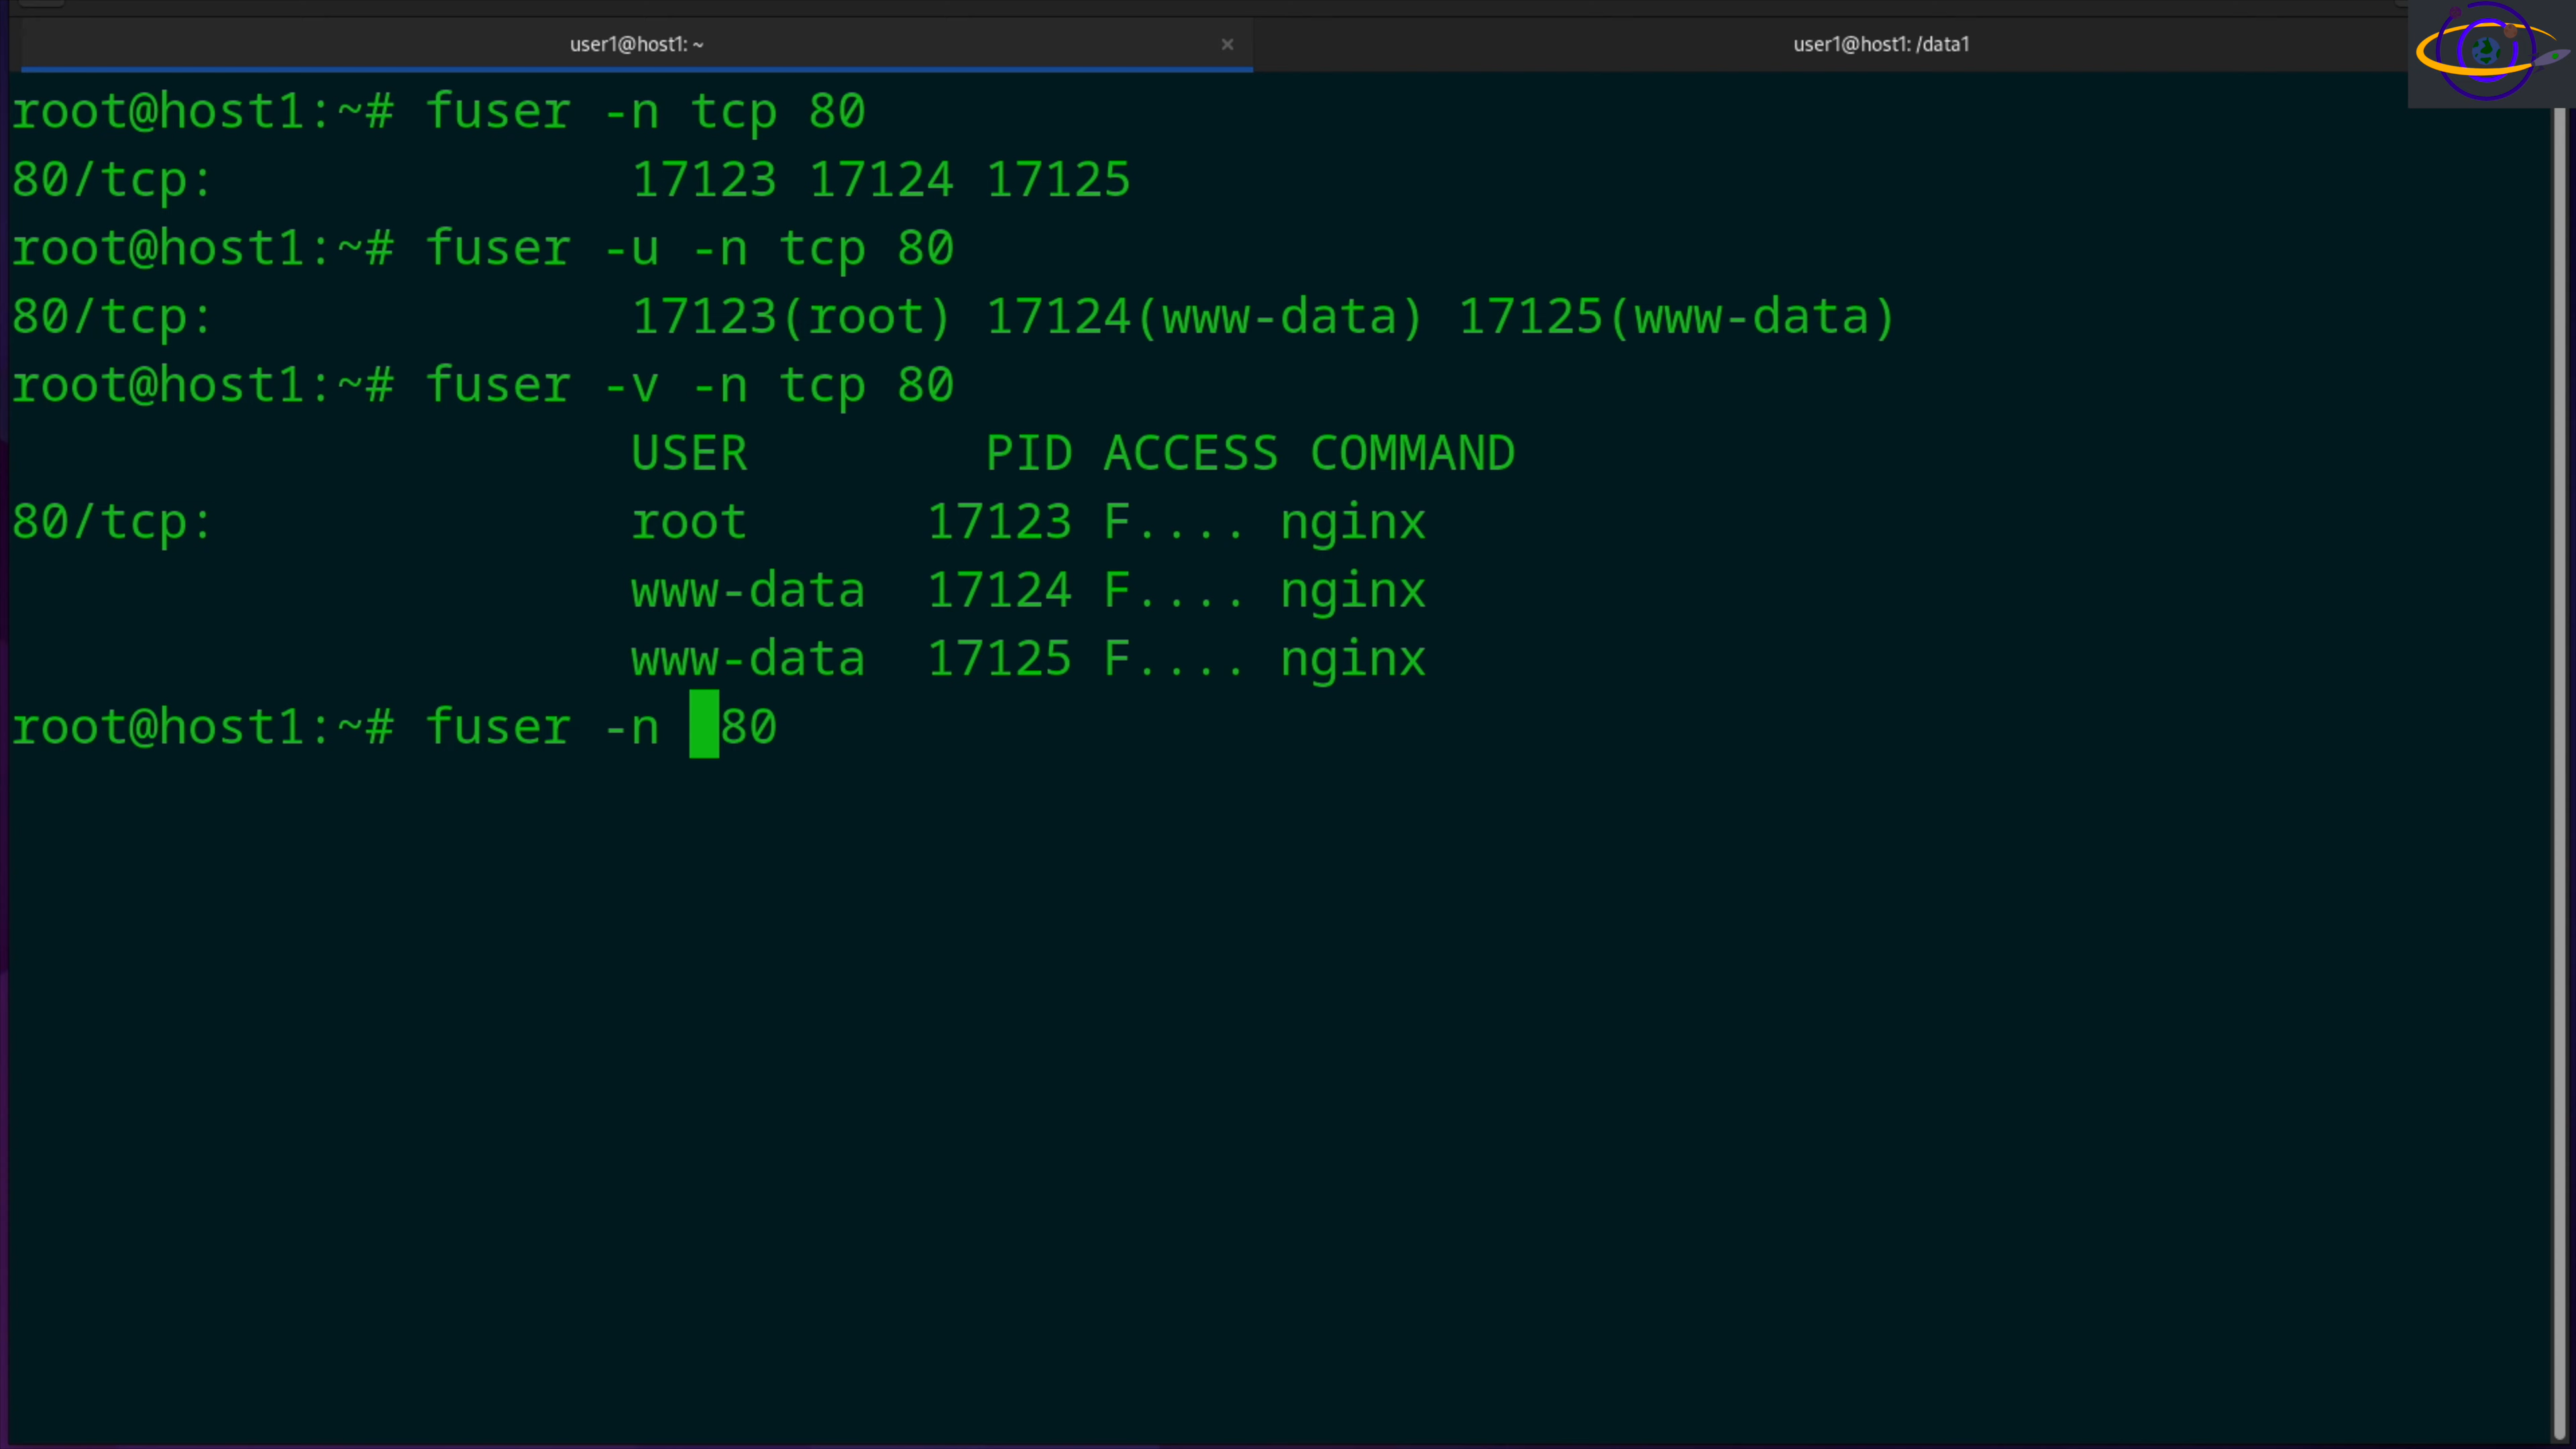 user1@host1: ~ × user1@host1: /data1
root@host1:~# fuser -n tcp 80
80/tcp: 17123 17124 17125
root@host1:~# fuser -u -n tcp 80
80/tcp: 17123(root) 17124(www-data) 17125(www-data)
root@host1:~# fuser -v -n tcp 80
USER PID ACCESS COMMAND
80/tcp: root 17123 F.... nginx
www-data 17124 F.... nginx
www-data 17125 F.... nginx
root@host1:~# fuser -n 80